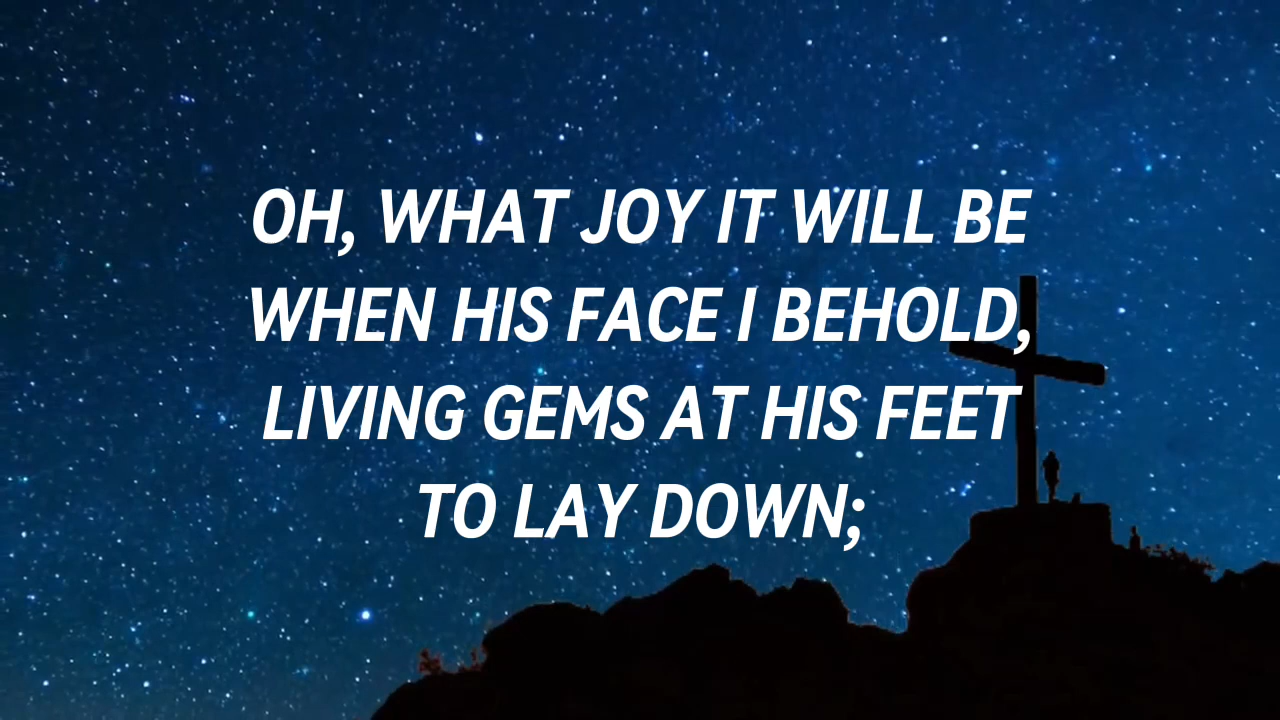 OH, WHAT JOY IT WILL BE
WHEN HIS FACE I BEHOLD,
LIVING GEMS AT HIS FEET
TO LAY DOWN;